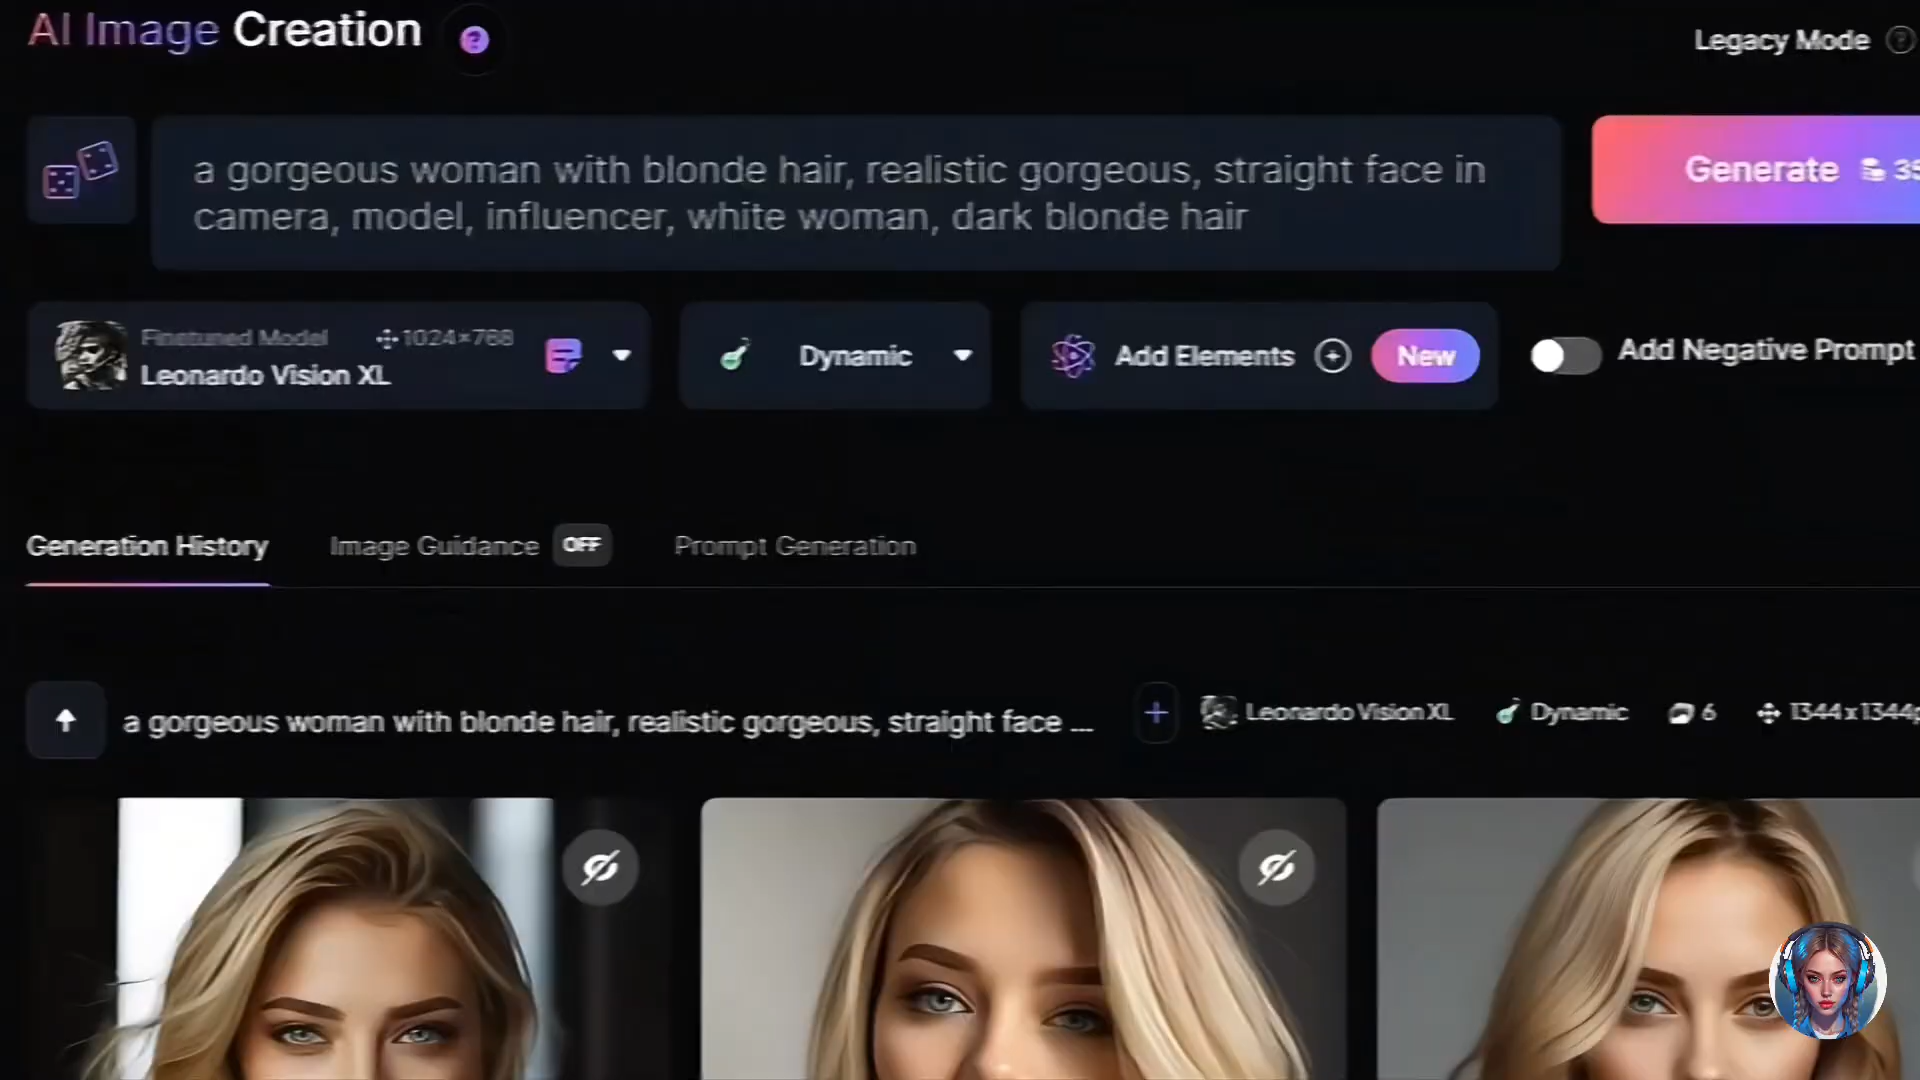 AI Image Creation
Legacy Mode
a gorgeous woman with blonde hair, realistic gorgeous, straight face in
camera, model, influencer, white woman, dark blonde hair
Generate
Finetuned Model 1024×768
Leonardo Vision XL
Dynamic
Add Elements
New
Add Negative Prompt
Generation History
Image Guidance OFF
Prompt Generation
a gorgeous woman with blonde hair, realistic gorgeous, straight face ...
Leonardo Vision XL
Dynamic
6
1344x1344p